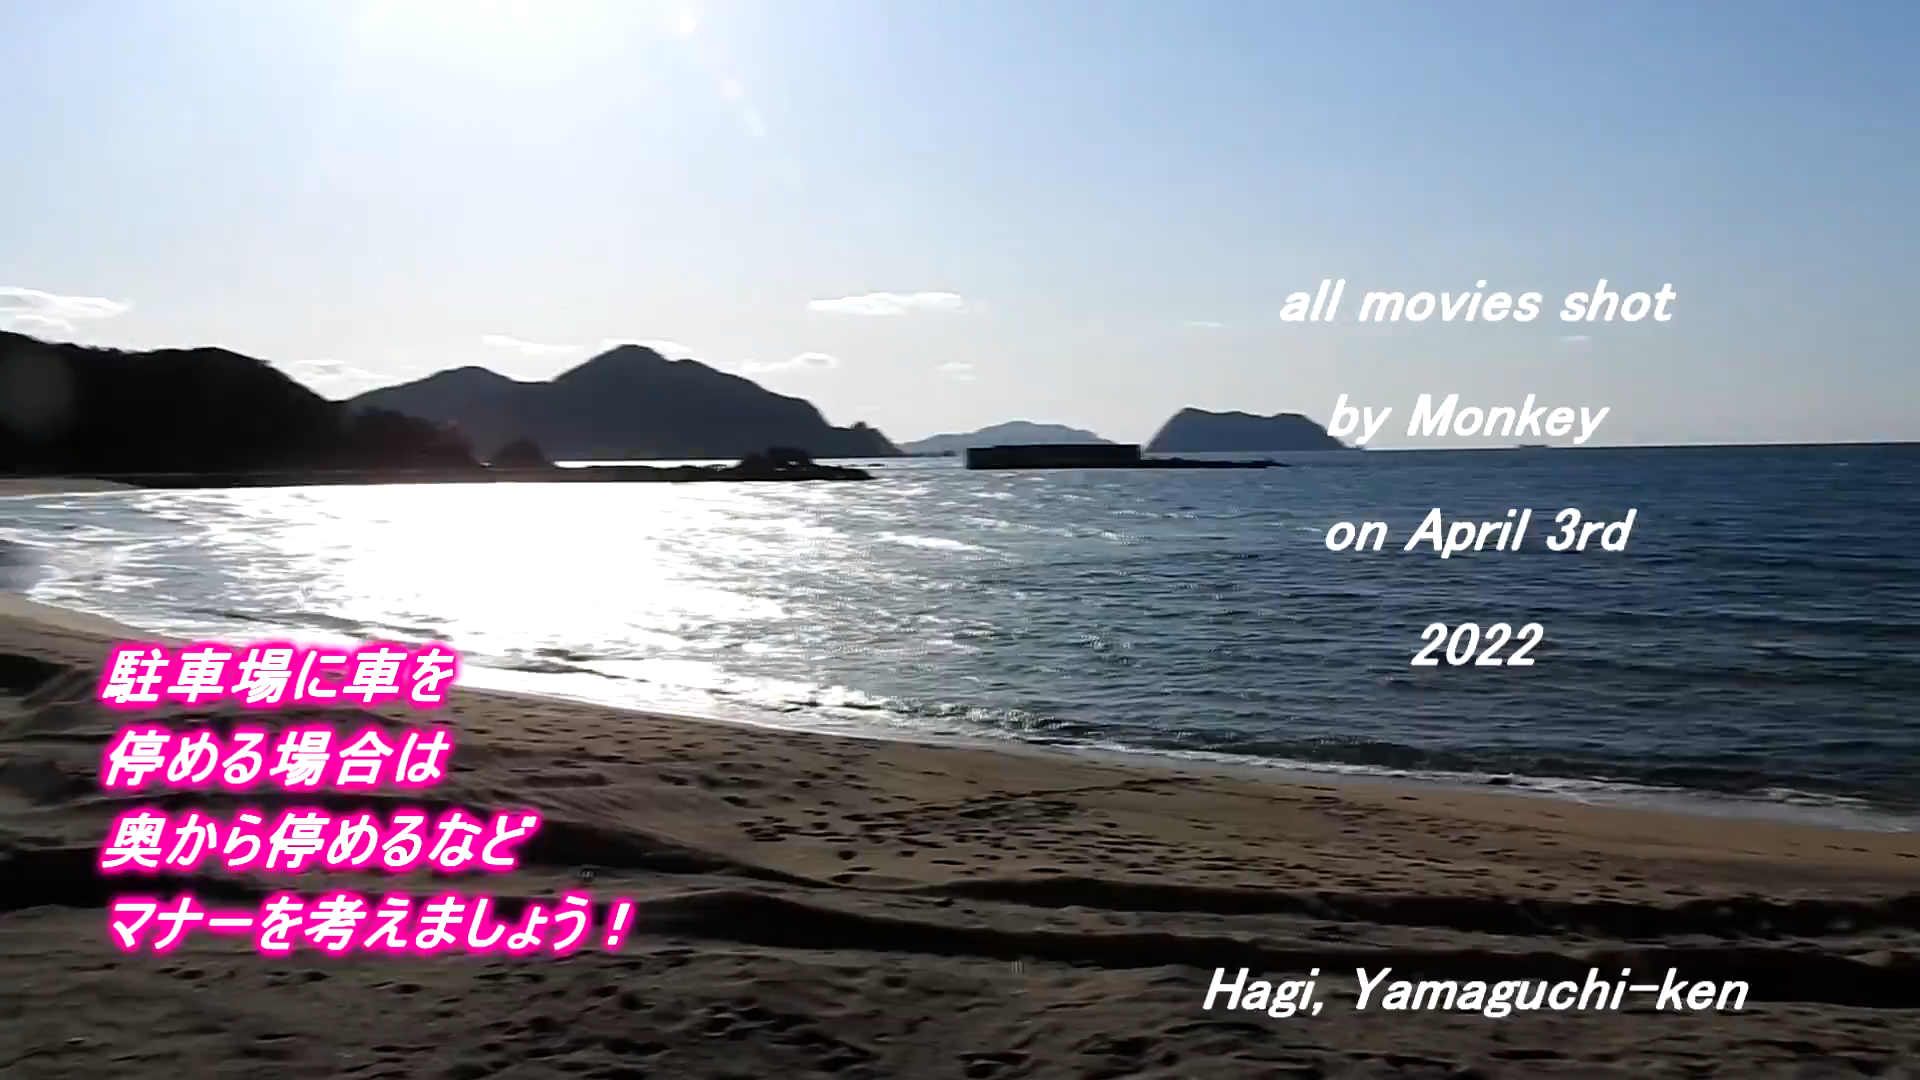 all movies shot
by Monkey
on April 3rd
2022
駐車場に車を
停める場合は
奥から停めるなど
マナーを考えましょう！
Hagi, Yamaguchi-ken